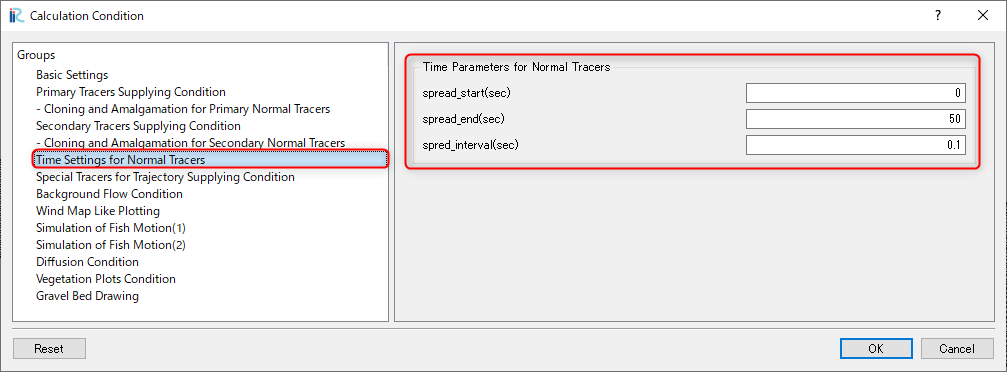 Calculation Condition
Groups
Basic Settings
Primary Tracers Supplying Condition
- Cloning and Amalgamation for Primary Normal Tracers
Secondary Tracers Supplying Condition
- Cloning and Amalgamation for Secondary Normal Tracers
Time Settings for Normal Tracers
Special Tracers for Trajectory Supplying Condition
Background Flow Condition
Wind Map Like Plotting
Simulation of Fish Motion(1)
Simulation of Fish Motion(2)
Diffusion Condition
Vegetation Plots Condition
Gravel Bed Drawing
Time Parameters for Normal Tracers
spread_start(sec) 0
spread_end(sec) 50
spred_interval(sec) 0.1
Reset
OK
Cancel